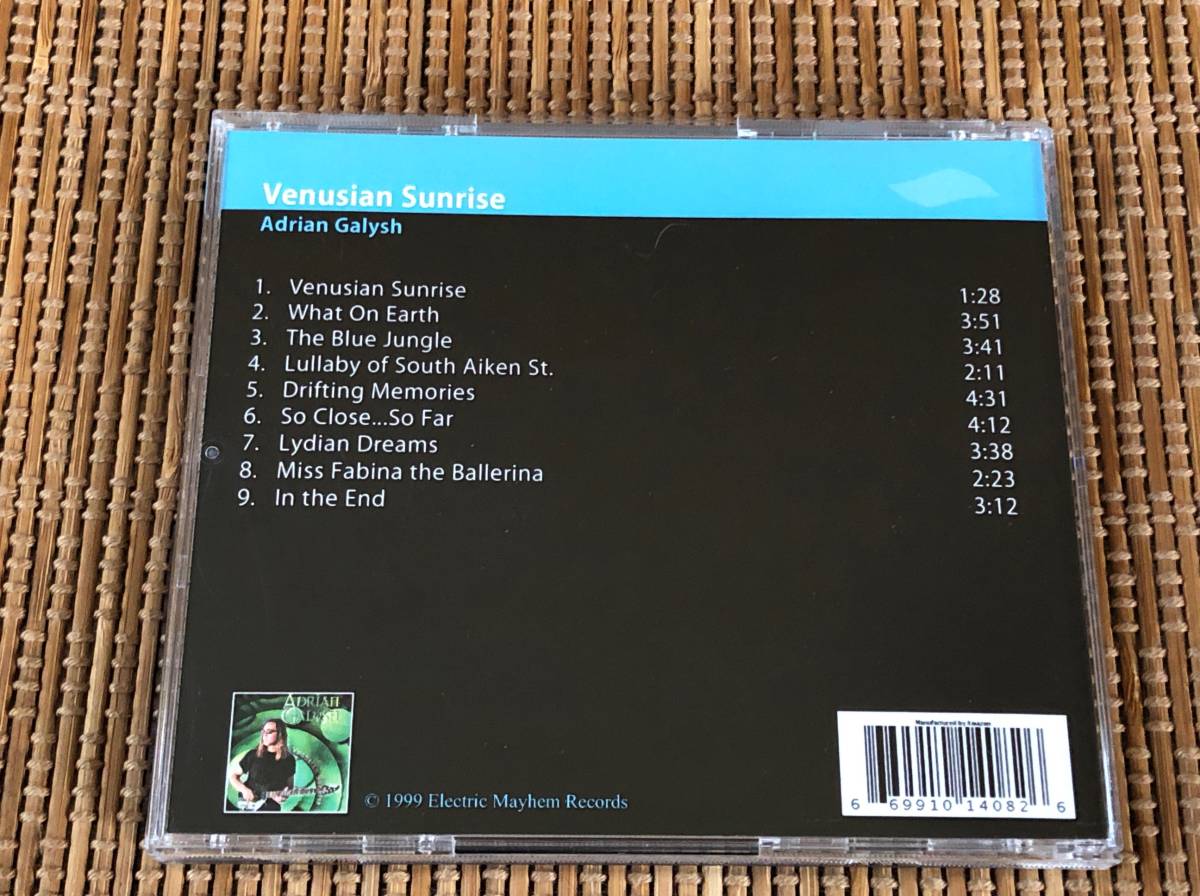 Venusian Sunrise
Adrian Galysh
1. Venusian Sunrise 1:28
2. What On Earth 3:51
3. The Blue Jungle 3:41
4. Lullaby of South Aiken St. 2:11
5. Drifting Memories 4:31
6. So Close...So Far 4:12
7. Lydian Dreams 3:38
8. Miss Fabina the Ballerina 2:23
9. In the End 3:12
ADRIAN
GALYSH
© 1999 Electric Mayhem Records
Manufactured by Amazon
6 69910 14082 6